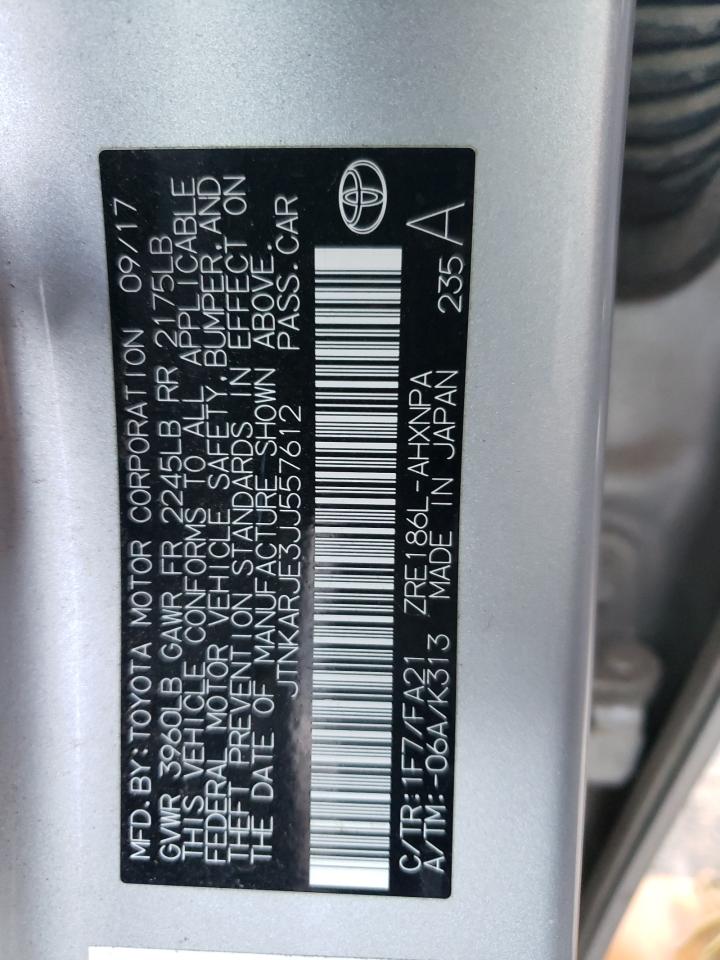 MFD.BY:TOYOTA MOTOR CORPORATION 09/17
GVWR 3960LB GAWR FR 2245LB RR 2175LB
THIS VEHICLE CONFORMS TO ALL APPLICABLE
FEDERAL MOTOR VEHICLE SAFETY,BUMPER,AND
THEFT PREVENTION STANDARDS IN EFFECT ON
THE DATE OF MANUFACTURE SHOWN ABOVE.
JTNKARJE3JJ557612 PASS.CAR
C/TR:1F7/FA21 ZRE186L-AHXNPA 235A
A/TM:-06A/K313 MADE IN JAPAN